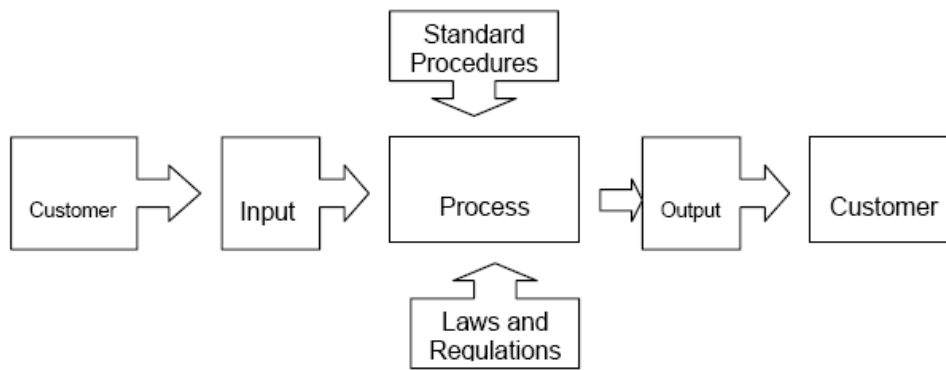 Standard
Procedures
Customer
Input
Process
Output
Customer
Laws and
Regulations